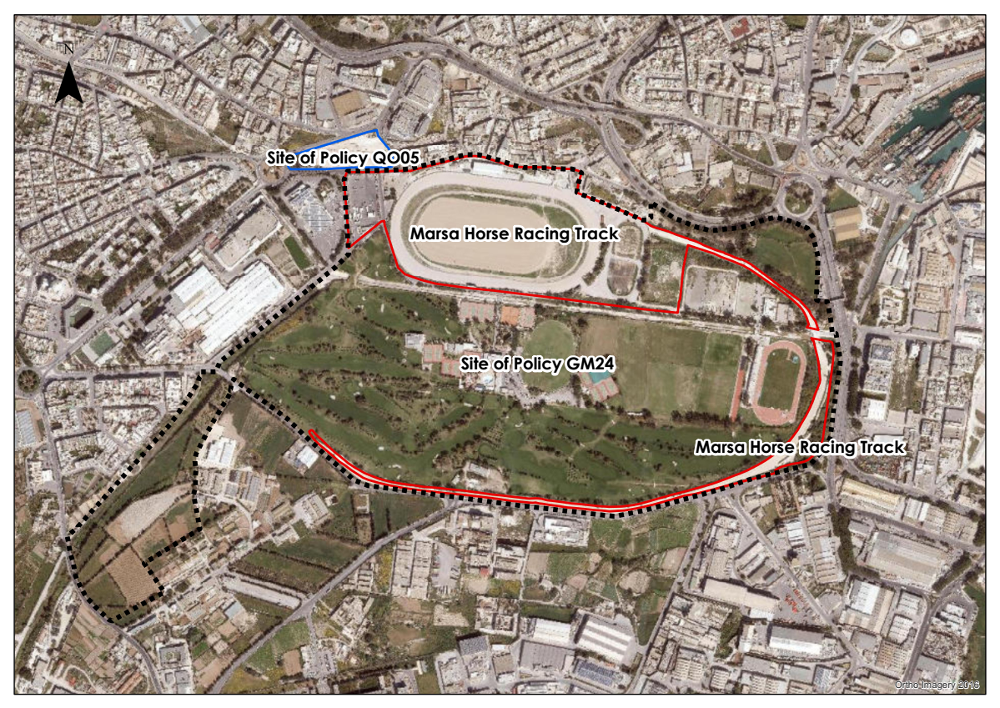 N
Site of Policy QO05
Marsa Horse Racing Track
Site of Policy GM24
Marsa Horse Racing Track
Ortho Imagery 2016